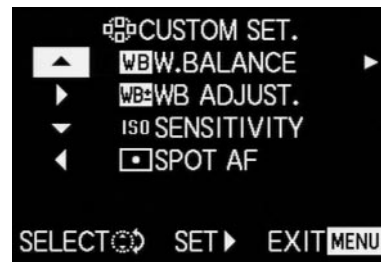 CUSTOM SET.
WB W.BALANCE
WB± WB ADJUST.
ISO SENSITIVITY
SPOT AF
SELECT SET EXIT MENU